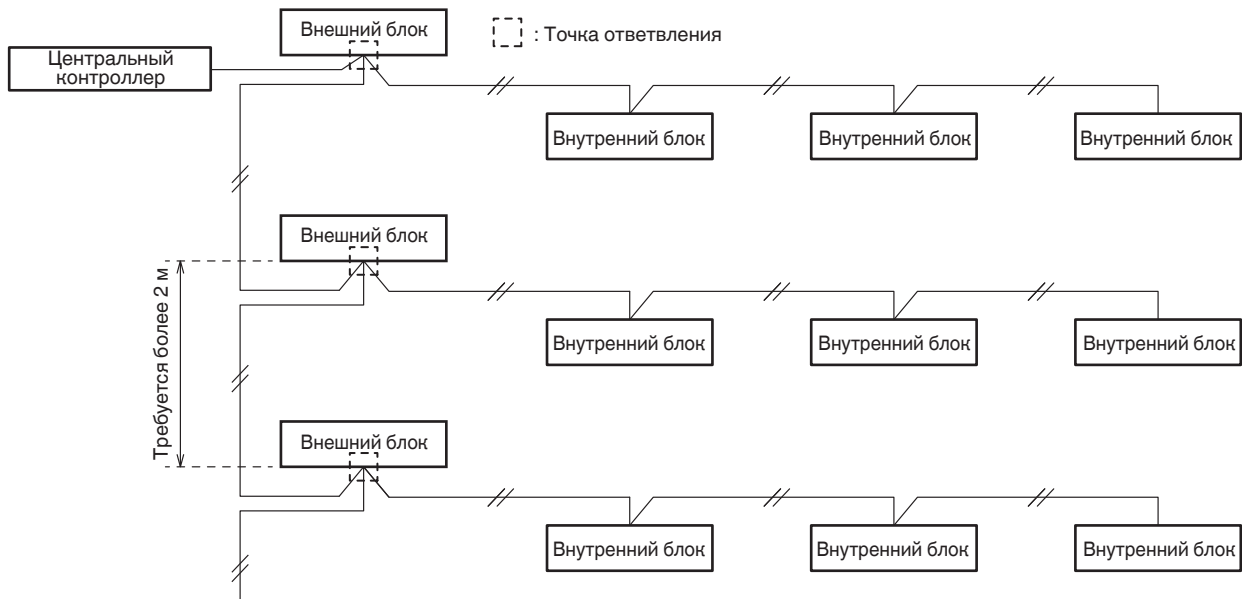 Внешний блок
: Точка ответвления
Центральный
контроллер
Внутренний блок
Внутренний блок
Внутренний блок
Внешний блок
Требуется более 2 м
Внутренний блок
Внутренний блок
Внутренний блок
Внешний блок
Внутренний блок
Внутренний блок
Внутренний блок